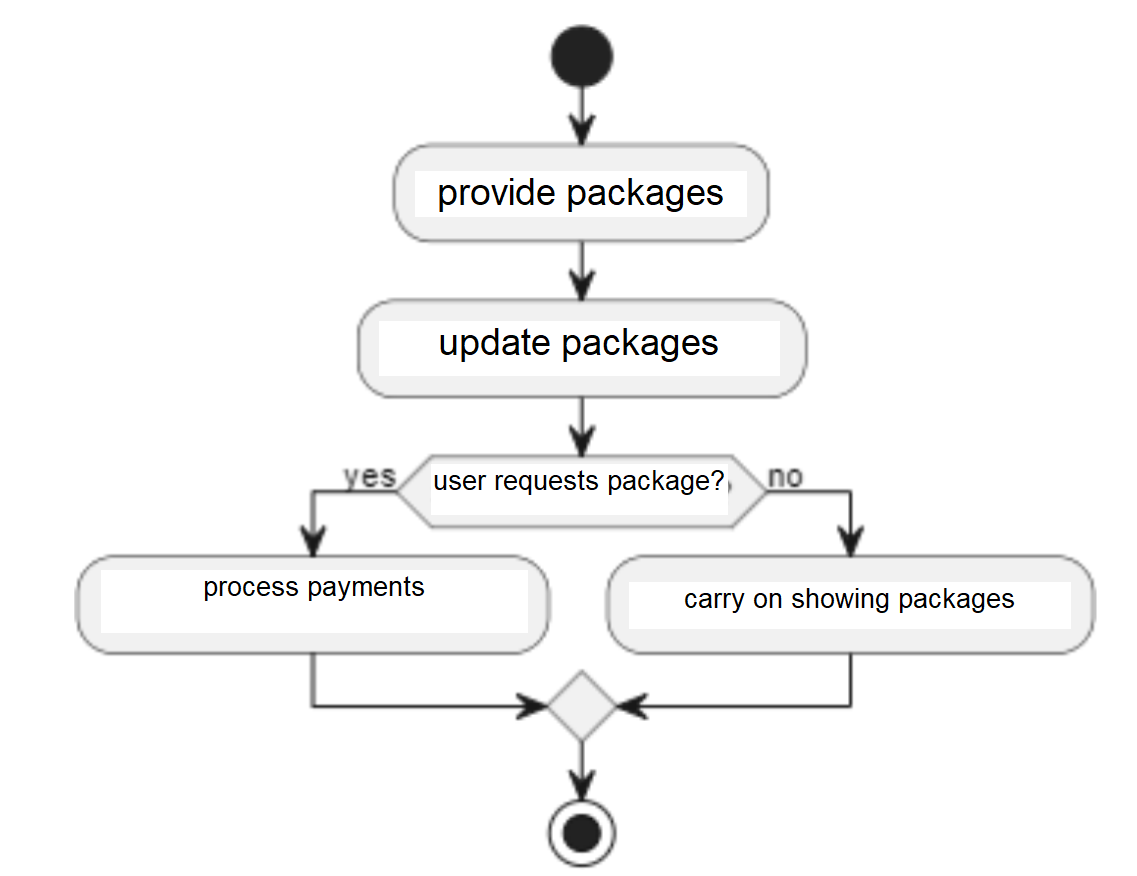 provide packages
update packages
yes
user requests package?
no
process payments
carry on showing packages